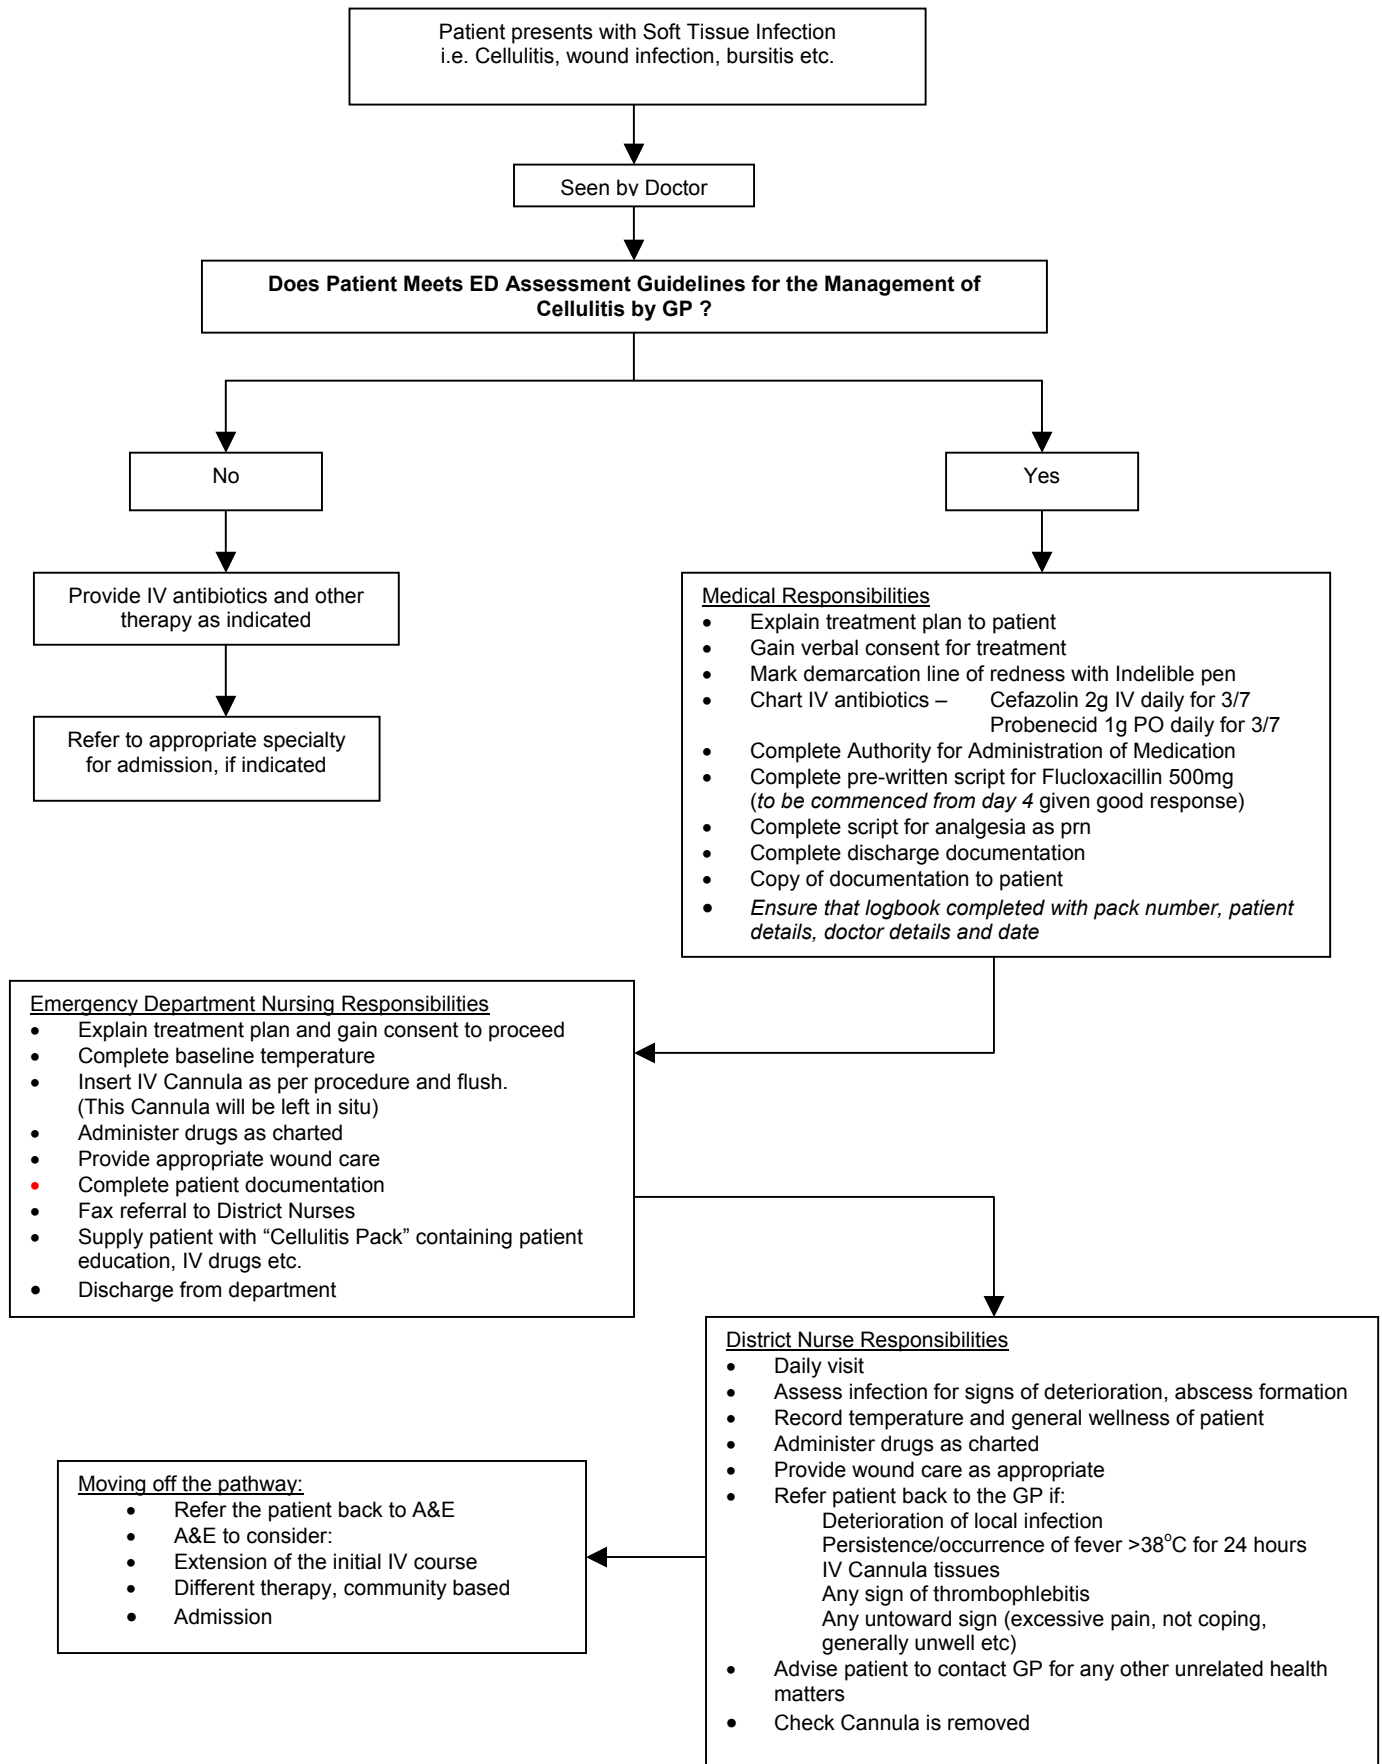 Patient presents with Soft Tissue Infection
i.e. Cellulitis, wound infection, bursitis etc.
Seen by Doctor
Does Patient Meets ED Assessment Guidelines for the Management of
Cellulitis by GP ?
No
Yes
Provide IV antibiotics and other
therapy as indicated
Refer to appropriate specialty
for admission, if indicated
Medical Responsibilities
• Explain treatment plan to patient
• Gain verbal consent for treatment
• Mark demarcation line of redness with Indelible pen
• Chart IV antibiotics – Cefazolin 2g IV daily for 3/7
Probenecid 1g PO daily for 3/7
• Complete Authority for Administration of Medication
• Complete pre-written script for Flucloxacillin 500mg
(to be commenced from day 4 given good response)
• Complete script for analgesia as prn
• Complete discharge documentation
• Copy of documentation to patient
• Ensure that logbook completed with pack number, patient
details, doctor details and date
Emergency Department Nursing Responsibilities
• Explain treatment plan and gain consent to proceed
• Complete baseline temperature
• Insert IV Cannula as per procedure and flush.
(This Cannula will be left in situ)
• Administer drugs as charted
• Provide appropriate wound care
• Complete patient documentation
• Fax referral to District Nurses
• Supply patient with “Cellulitis Pack” containing patient
education, IV drugs etc.
• Discharge from department
District Nurse Responsibilities
• Daily visit
• Assess infection for signs of deterioration, abscess formation
• Record temperature and general wellness of patient
• Administer drugs as charted
• Provide wound care as appropriate
• Refer patient back to the GP if:
Deterioration of local infection
Persistence/occurrence of fever >38°C for 24 hours
IV Cannula tissues
Any sign of thrombophlebitis
Any untoward sign (excessive pain, not coping,
generally unwell etc)
• Advise patient to contact GP for any other unrelated health
matters
• Check Cannula is removed
Moving off the pathway:
• Refer the patient back to A&E
• A&E to consider:
• Extension of the initial IV course
• Different therapy, community based
• Admission